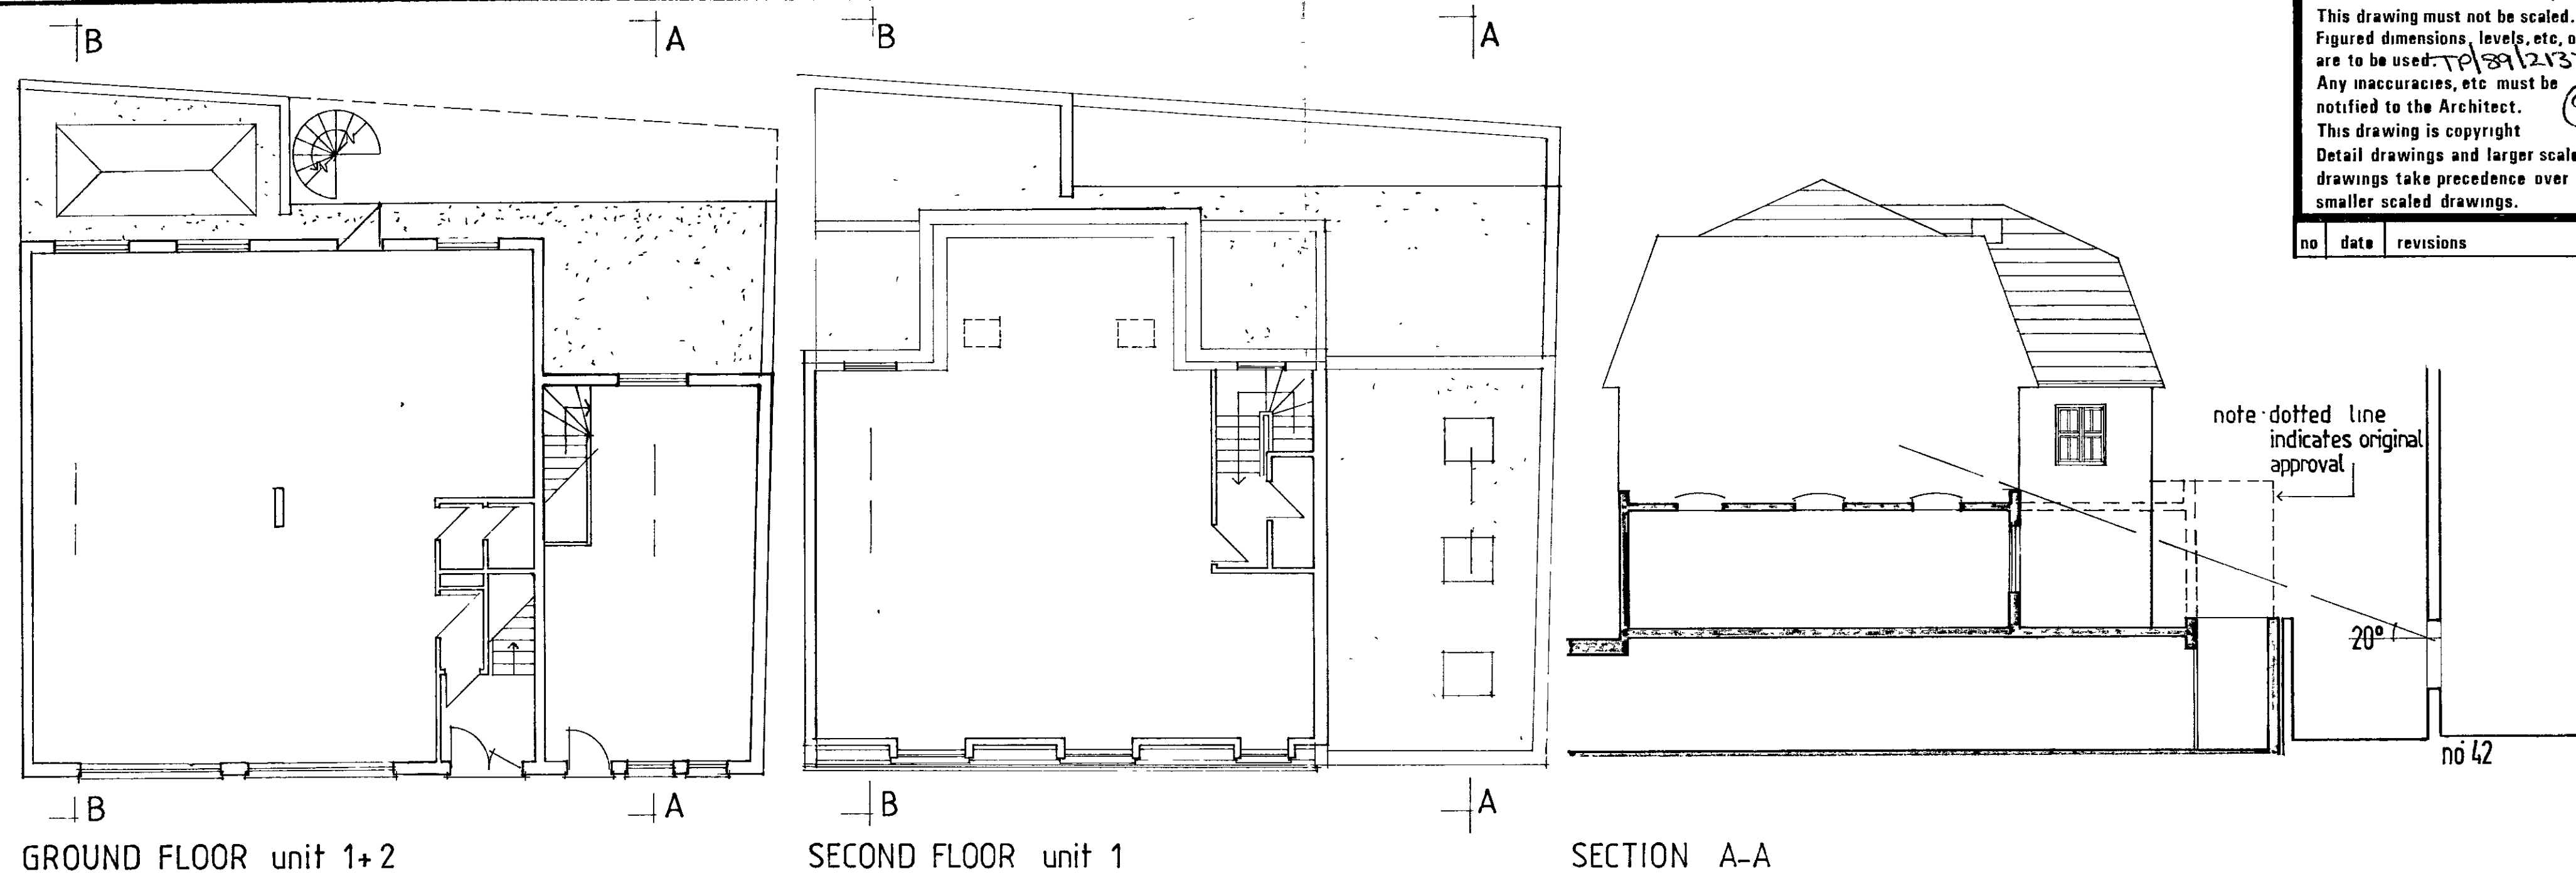 B
A
B
A
This drawing must not be scaled.
Figured dimensions, levels, etc, o
are to be used. TP/89/2137
Any inaccuracies, etc must be
notified to the Architect.
This drawing is copyright
Detail drawings and larger scale
drawings take precedence over
smaller scaled drawings.
no date revisions
note · dotted line
indicates original
approval
20°
no 42
B
A
B
A
GROUND FLOOR unit 1+2
SECOND FLOOR unit 1
SECTION A-A